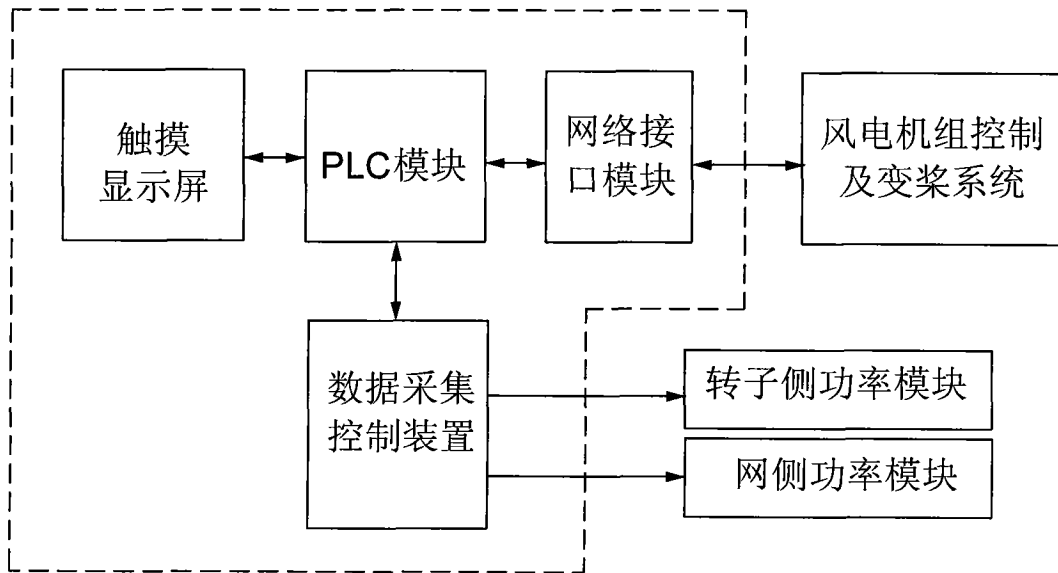 触摸
显示屏
PLC模块
网络接
口模块
风电机组控制
及变桨系统
数据采集
控制装置
转子侧功率模块
网侧功率模块